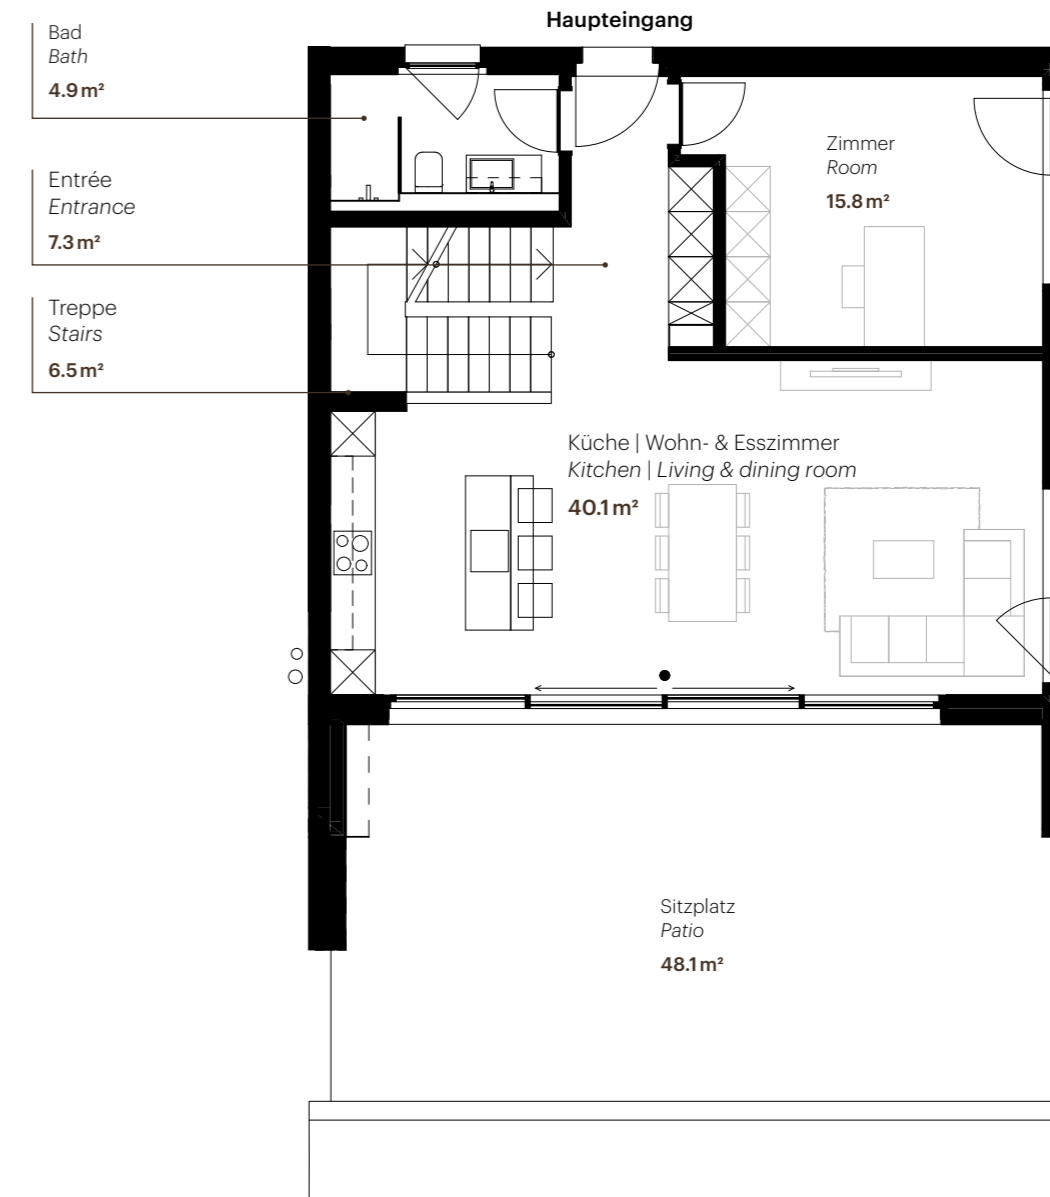 Haupteingang
Bad
Bath
4.9 m²
Entrée
Entrance
7.3 m²
Treppe
Stairs
6.5 m²
Zimmer
Room
15.8 m²
Küche | Wohn- & Esszimmer
Kitchen | Living & dining room
40.1 m²
Sitzplatz
Patio
48.1 m²